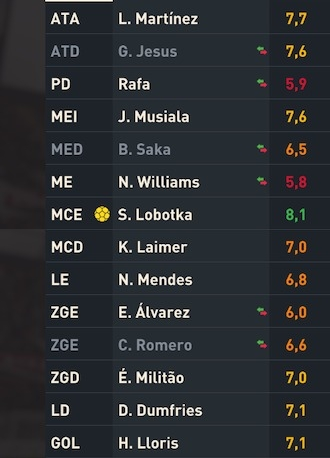 ATA L. Martínez 7,7
ATD G. Jesus 7,6
PD Rafa 5,9
MEI J. Musiala 7,6
MED B. Saka 6,5
ME N. Williams 5,8
MCE S. Lobotka 8,1
MCD K. Laimer 7,0
LE N. Mendes 6,8
ZGE E. Álvarez 6,0
ZGE C. Romero 6,6
ZGD É. Militão 7,0
LD D. Dumfries 7,1
GOL H. Lloris 7,1